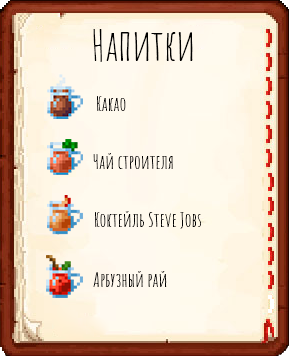 Напитки
Какао
Чай строителя
Коктейль Steve Jobs
Арбузный рай